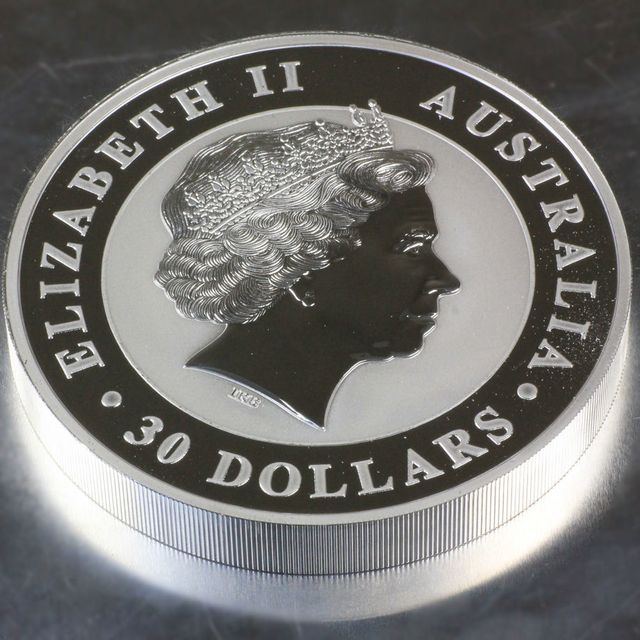 ELIZABETH II
AUSTRALIA
• 30 DOLLARS •
IRB